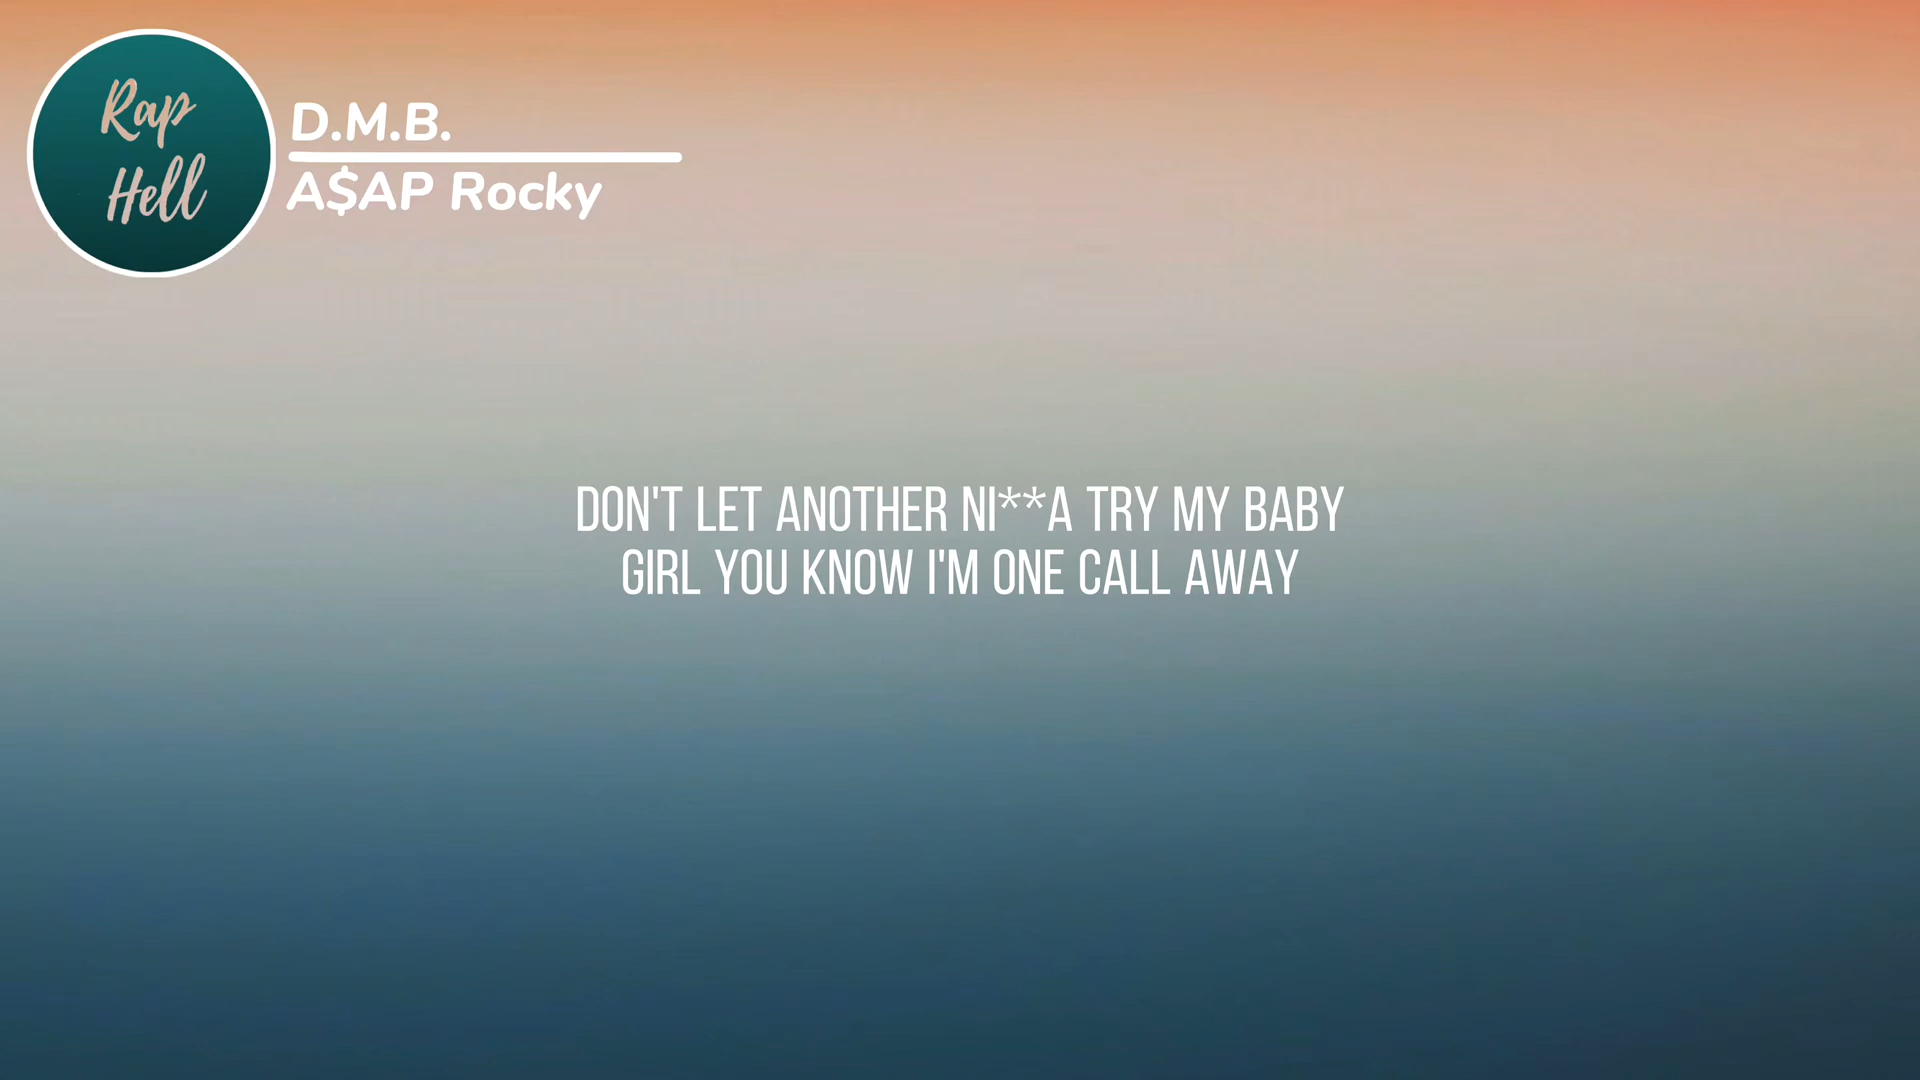 Rap
Hell
D.M.B.
A$AP Rocky
DON'T LET ANOTHER NI**A TRY MY BABY
GIRL YOU KNOW I'M ONE CALL AWAY